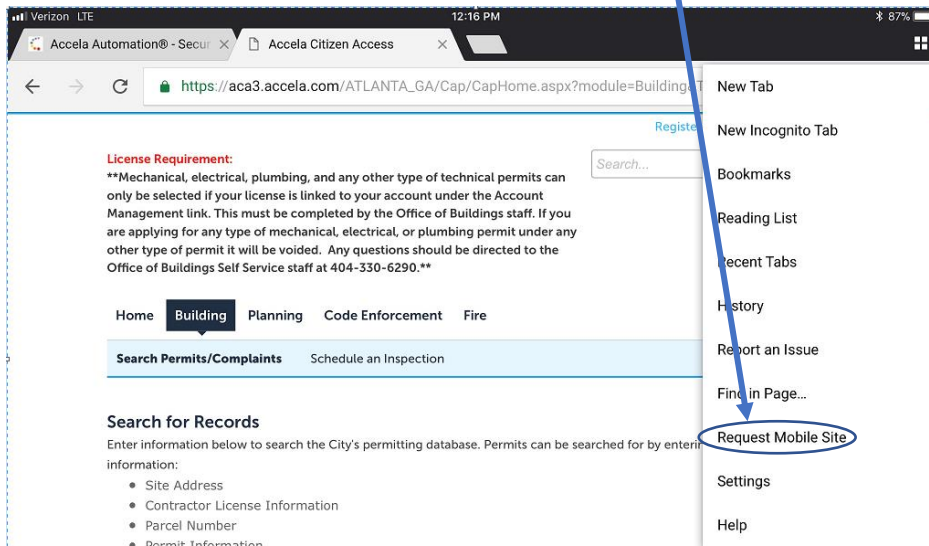 Verizon LTE
12:16 PM
87%
Accela Automation® - Secur
Accela Citizen Access
https://aca3.accela.com/ATLANTA_GA/Cap/CapHome.aspx?module=Building&T
License Requirement:
**Mechanical, electrical, plumbing, and any other type of technical permits can
only be selected if your license is linked to your account under the Account
Management link. This must be completed by the Office of Buildings staff. If you
are applying for any type of mechanical, electrical, or plumbing permit under any
other type of permit it will be voided. Any questions should be directed to the
Office of Buildings Self Service staff at 404-330-6290.**
Registe
Search...
Home Building Planning Code Enforcement Fire
Search Permits/Complaints Schedule an Inspection
Search for Records
Enter information below to search the City's permitting database. Permits can be searched for by enterin
information:
• Site Address
• Contractor License Information
• Parcel Number
• Permit Information
New Tab
New Incognito Tab
Bookmarks
Reading List
Recent Tabs
History
Report an Issue
Find in Page...
Request Mobile Site
Settings
Help